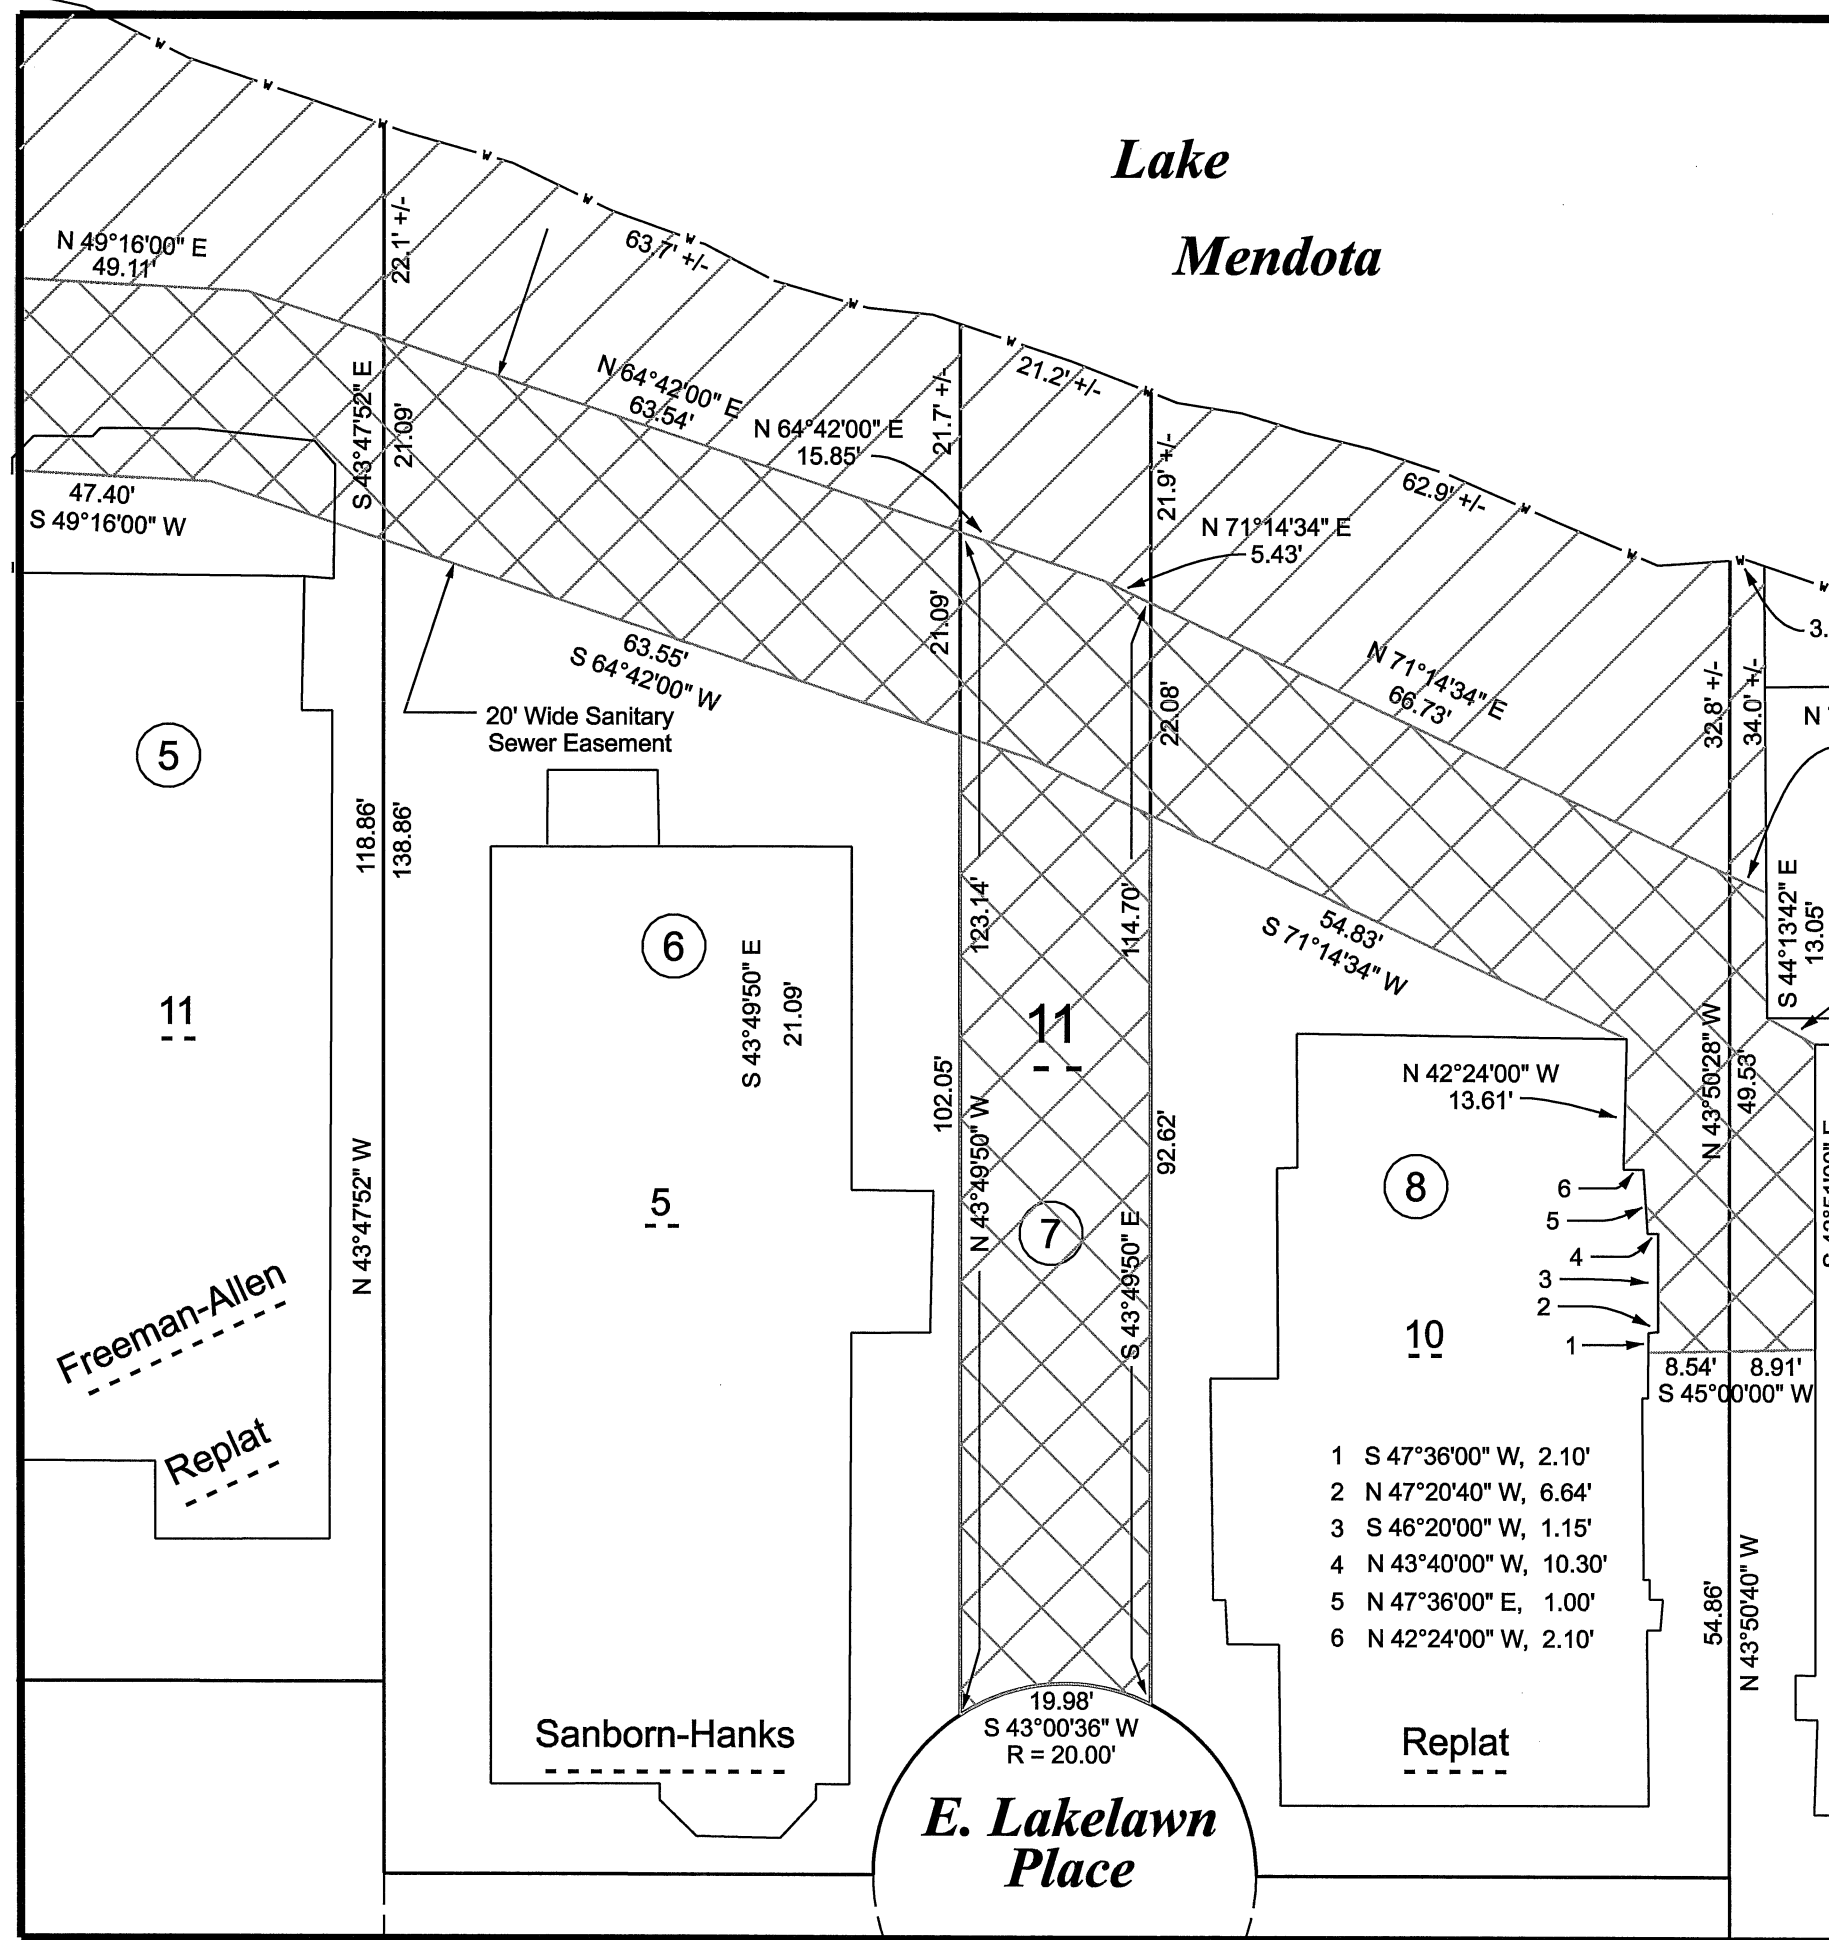 Lake
Mendota
N 49°16'00" E
49.11'
22.1' +/-
63.7' +/-
N 64°42'00" E
63.54'
N 64°42'00" E
15.85'
21.7' +/-
21.2' +/-
21.9' +/-
62.9' +/-
N 71°14'34" E
5.43'
S 43°47'52" E
21.09'
47.40'
S 49°16'00" W
63.55'
S 64°42'00" W
20' Wide Sanitary
Sewer Easement
21.09'
22.08'
N 71°14'34" E
66.73'
32.8' +/-
34.0' +/-
3.
N
5
11
118.86'
138.86'
6
S 43°49'50" E
21.09'
123.14'
114.70'
54.83'
S 71°14'34" W
S 44°13'42" E
13.05'
11
102.05'
N 43°49'50" W
92.62'
N 42°24'00" W
13.61'
N 43°50'28" W
49.53'
N 43°47'52" W
5
7
S 43°49'50" E
8
6
5
4
3
2
1
10
8.54' 8.91'
S 45°00'00" W
Freeman-Allen
Replat
1 S 47°36'00" W, 2.10'
2 N 47°20'40" W, 6.64'
3 S 46°20'00" W, 1.15'
4 N 43°40'00" W, 10.30'
5 N 47°36'00" E, 1.00'
6 N 42°24'00" W, 2.10'
54.86'
N 43°50'40" W
Sanborn-Hanks
19.98'
S 43°00'36" W
R = 20.00'
Replat
E. Lakelawn
Place